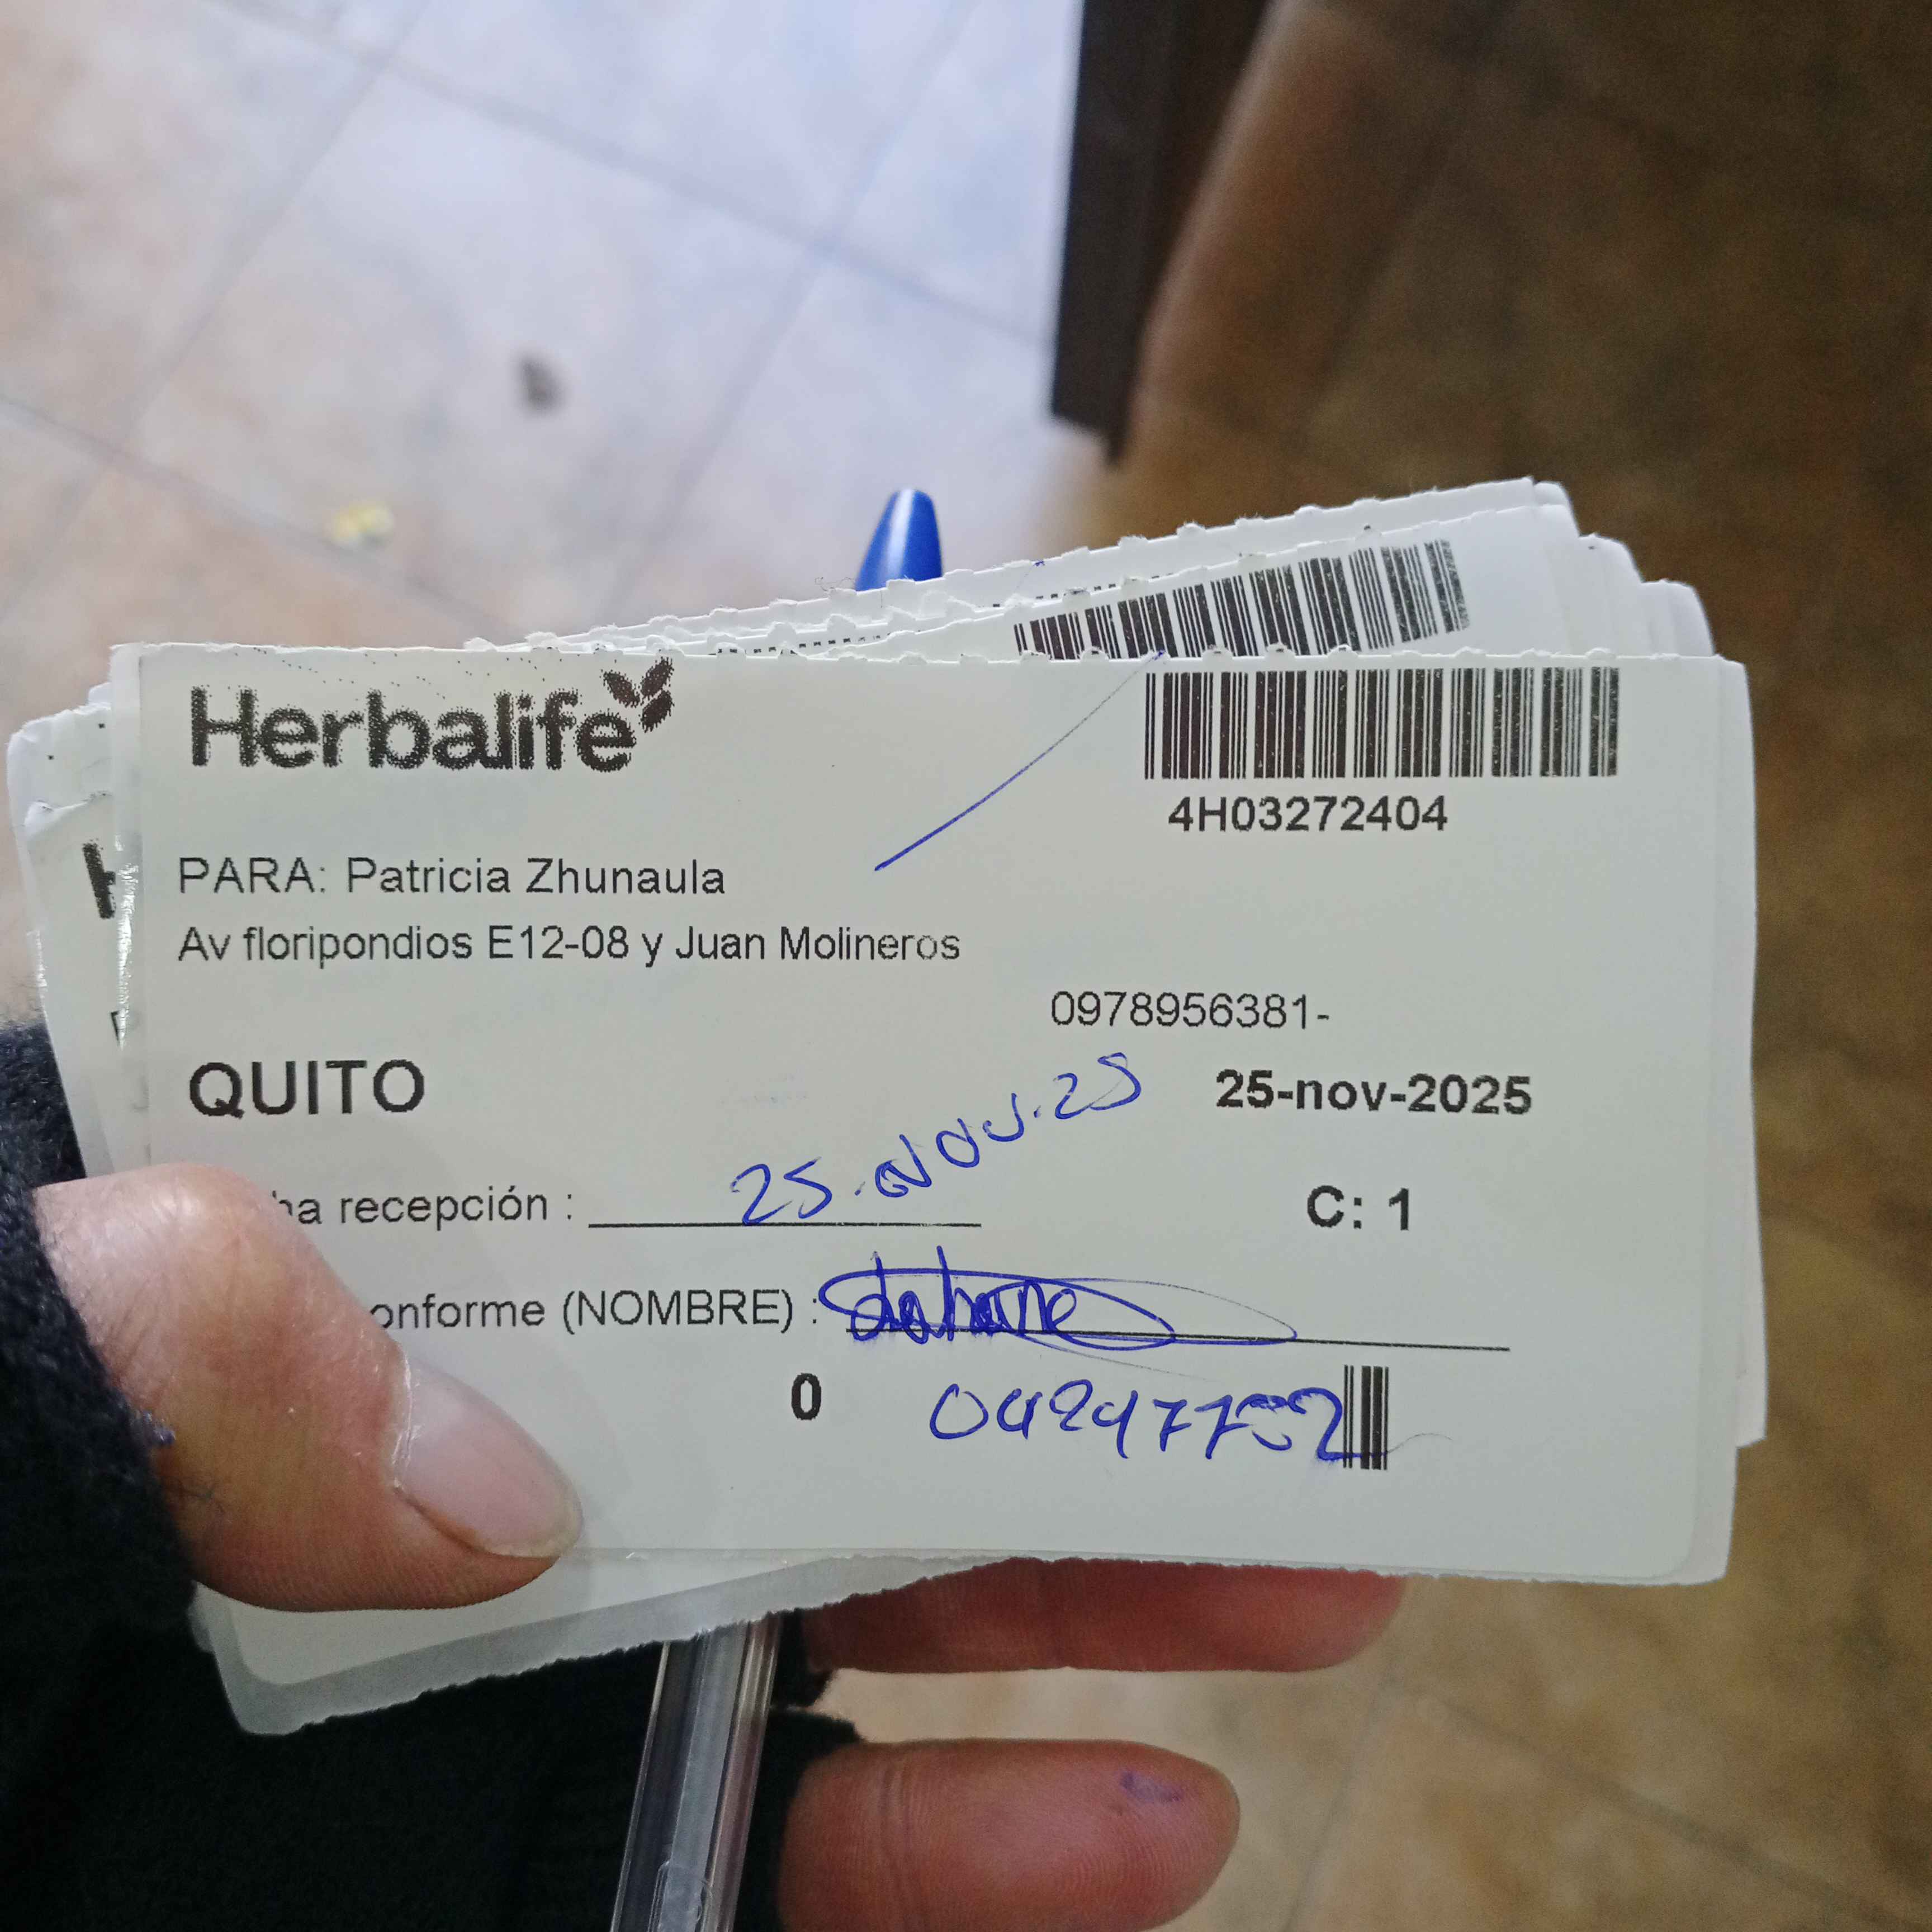 Herbalife
4H03272404
PARA: Patricia Zhunaula
Av floripondios E12-08 y Juan Molineros
0978956381-
QUITO
25-nov-2025
25.NOV.25
ha recepción :
C: 1
onforme (NOMBRE) :
0